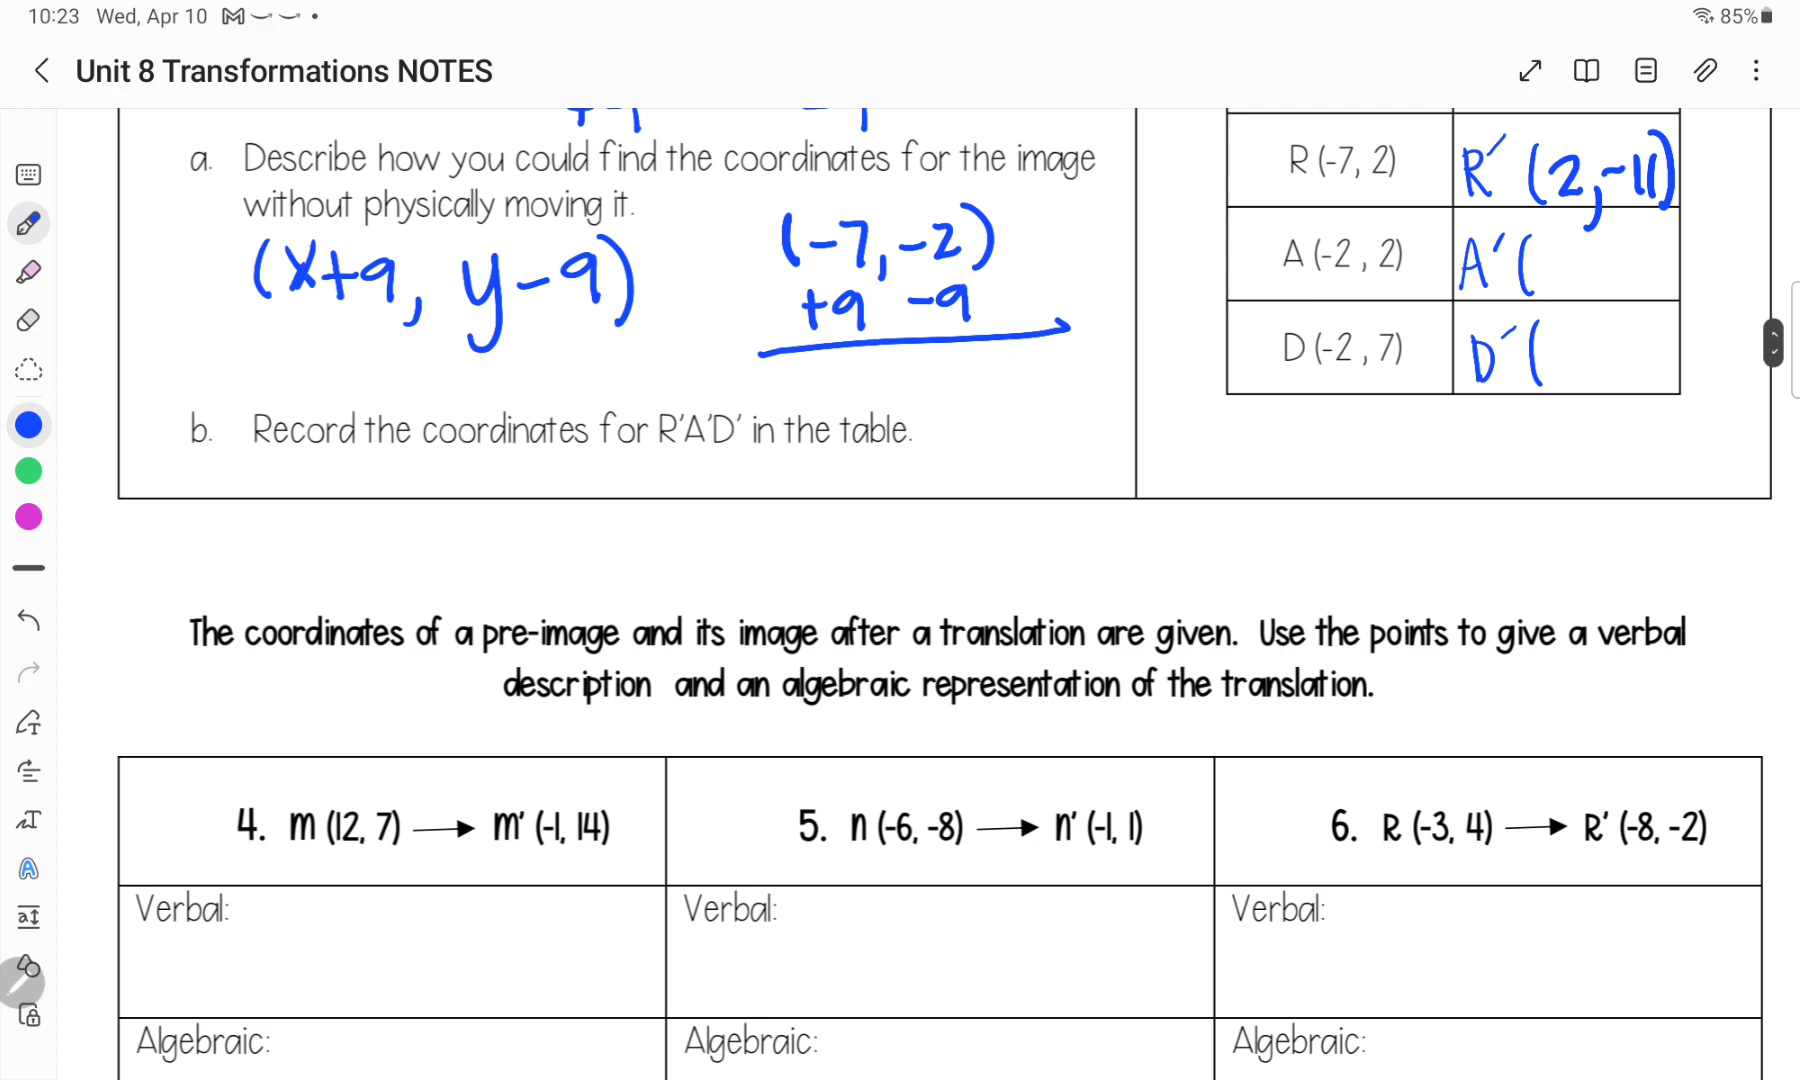 10:23 Wed, Apr 10
85%
Unit 8 Transformations NOTES
a. Describe how you could find the coordinates for the image
without physically moving it.
(x+9, y-9)
(-7, -2)
+9 -9
b. Record the coordinates for R'A'D' in the table.
R (-7, 2) R' (2, -11)
A (-2 , 2) A' (
D (-2 , 7) D' (
The coordinates of a pre-image and its image after a translation are given. Use the points to give a verbal
description and an algebraic representation of the translation.
4. m (12, 7) → m' (-1, 14)
5. n (-6, -8) → n' (-1, 1)
6. R (-3, 4) → R' (-8, -2)
Verbal:
Verbal:
Verbal:
Algebraic:
Algebraic:
Algebraic: